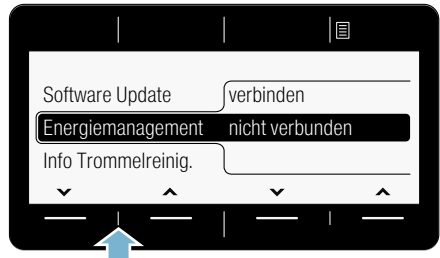 Software Update verbinden
Energiemanagement nicht verbunden
Info Trommelreinig.